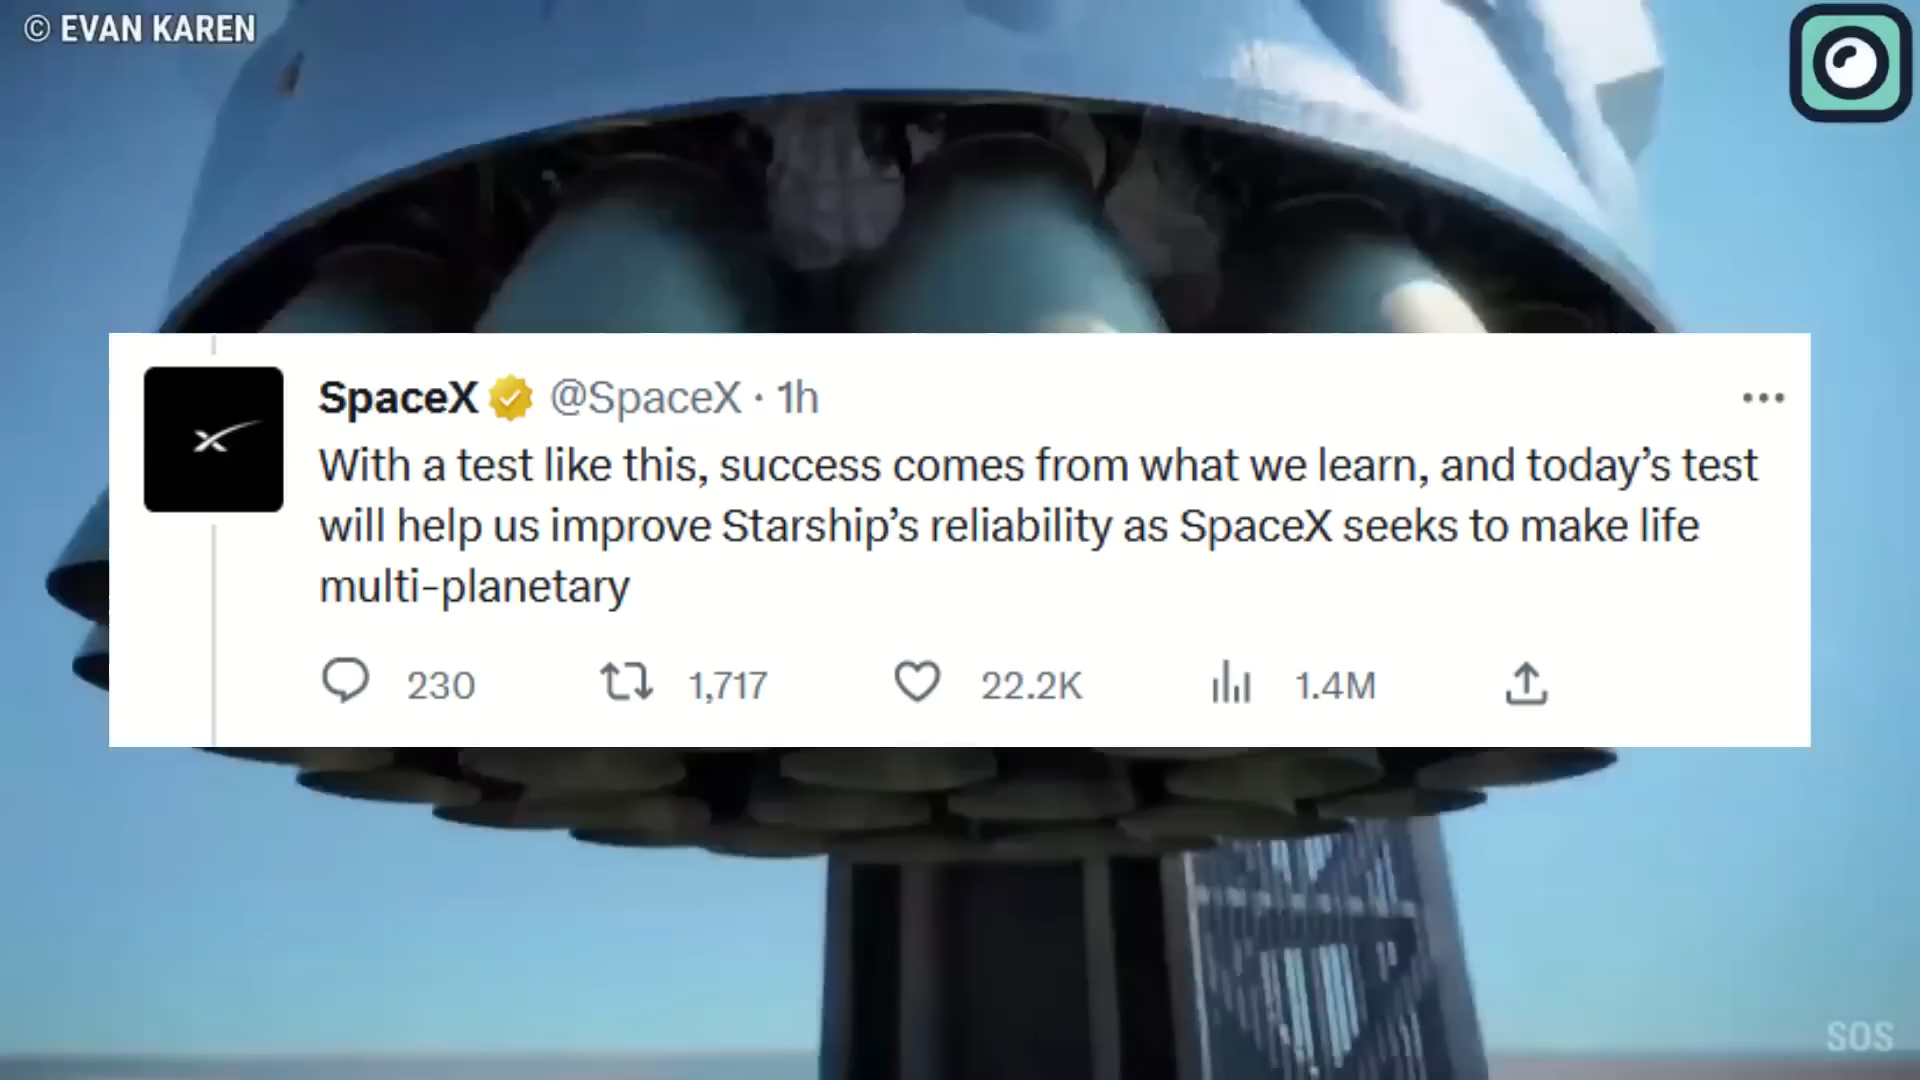 © EVAN KAREN
SpaceX @SpaceX · 1h
With a test like this, success comes from what we learn, and today’s test
will help us improve Starship’s reliability as SpaceX seeks to make life
multi-planetary
230 1,717 22.2K 1.4M
SOS